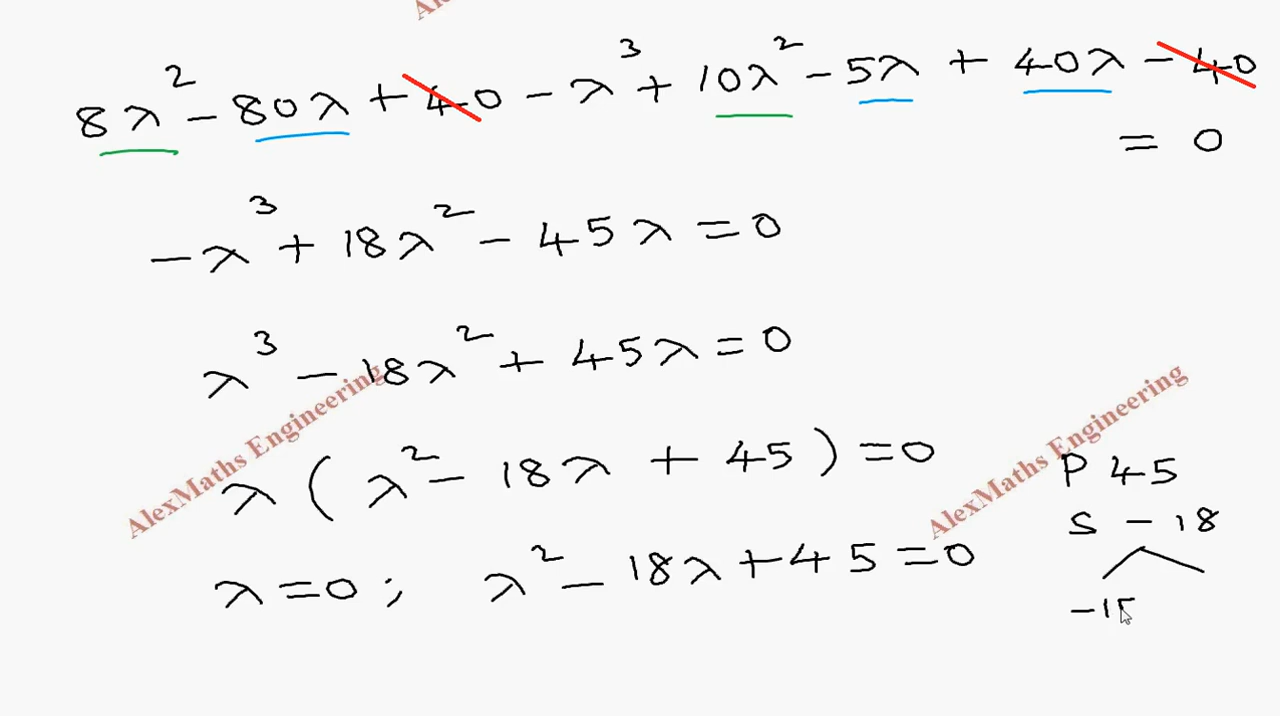 8λ² - 80λ + 40 - λ³ + 10λ² - 5λ + 40λ - 40
= 0
-λ³ + 18λ² - 45λ = 0
λ³ - 18λ² + 45λ = 0
λ ( λ² - 18λ + 45 ) = 0
P 45
S - 18
λ = 0 ; λ² - 18λ + 45 = 0
-15
AlexMaths Engineering
AlexMaths Engineering